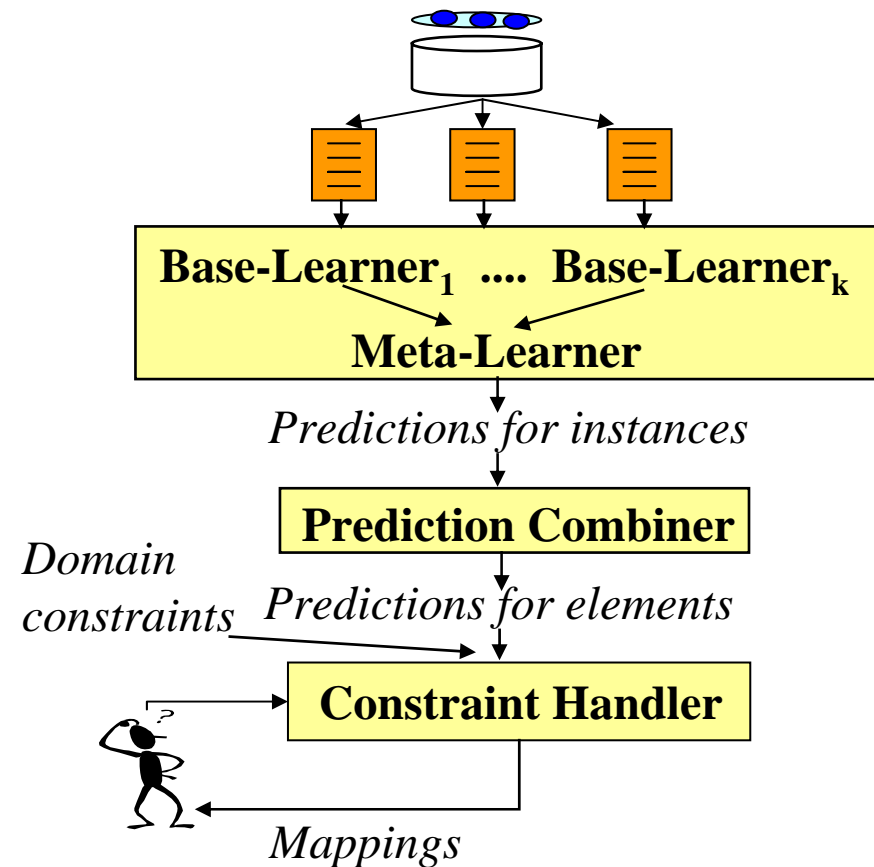 Base-Learner₁ .... Base-Learnerₖ
Meta-Learner
Predictions for instances
Prediction Combiner
Domain
constraints
Predictions for elements
Constraint Handler
?
Mappings